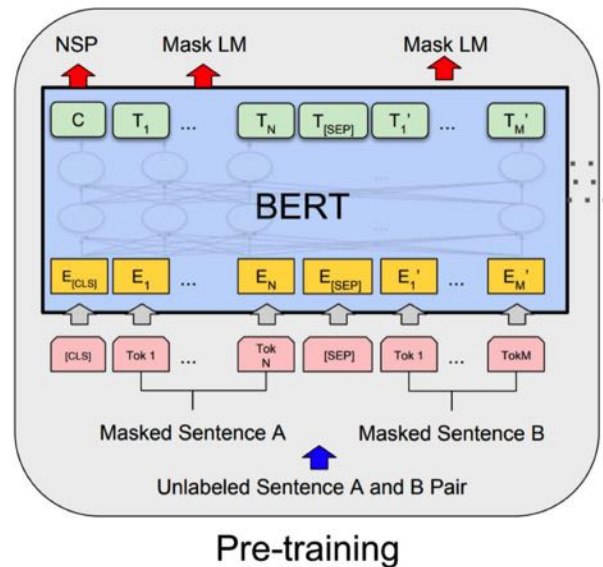 NSP Mask LM Mask LM
C T1 ... TN T[SEP] T1' ... TM'
...
BERT
E[CLS] E1 ... EN E[SEP] E1' ... EM'
[CLS] Tok 1 ... Tok N [SEP] Tok 1 ... TokM
Masked Sentence A Masked Sentence B
Unlabeled Sentence A and B Pair
Pre-training